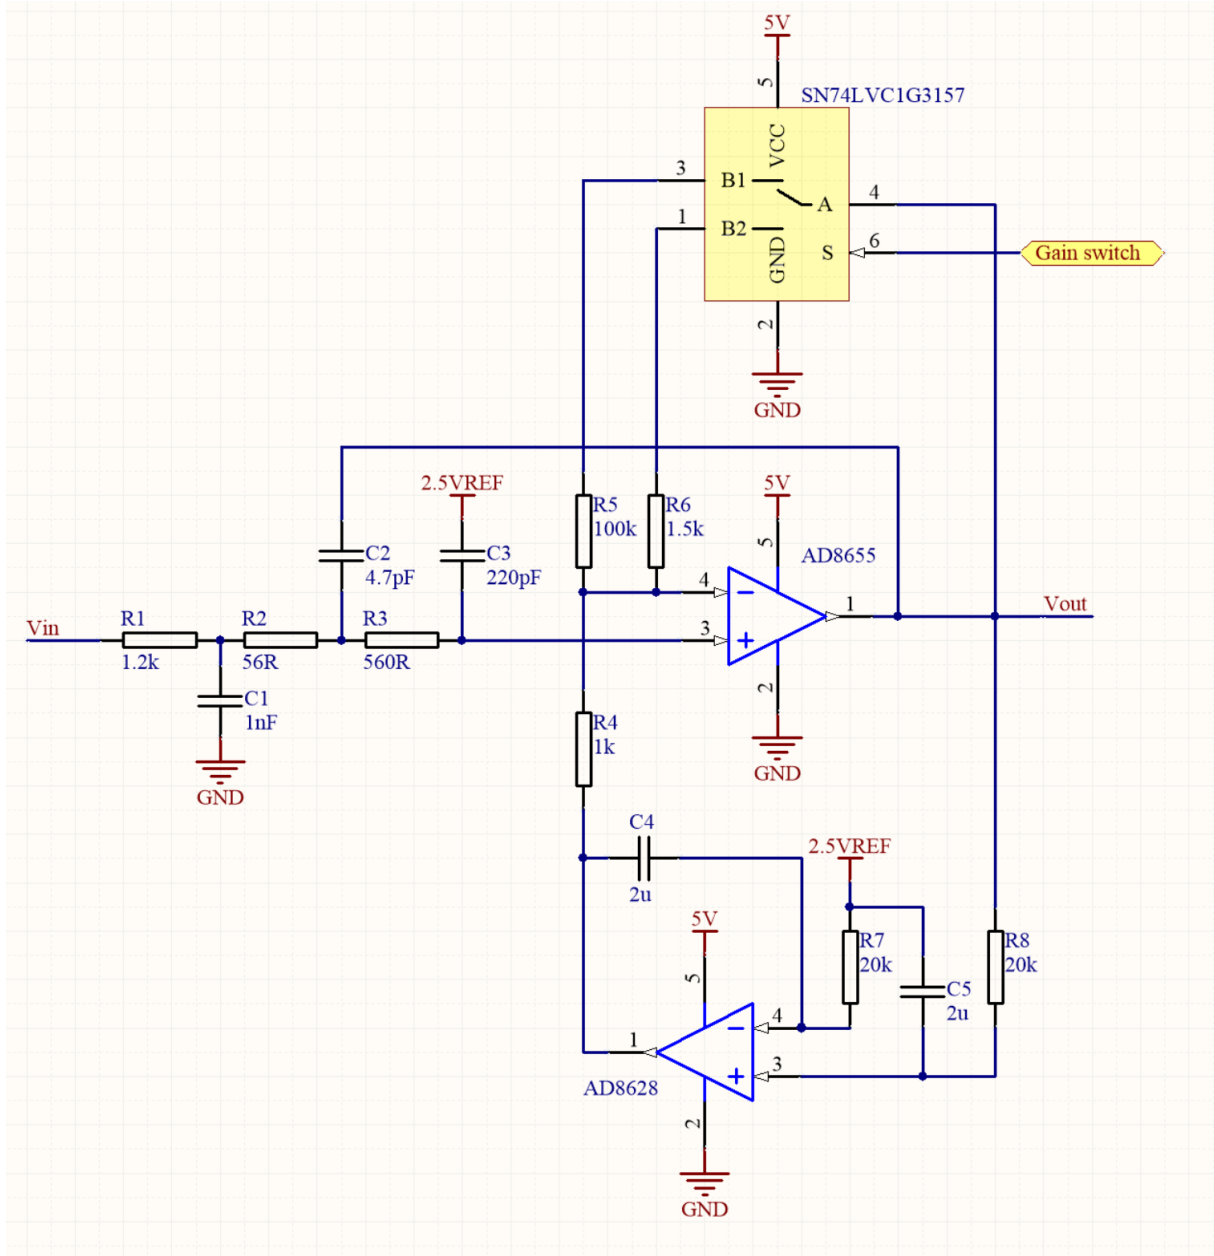 5V
5
SN74LVC1G3157
VCC
3
B1
4
A
1
B2
GND
S
6
Gain switch
2
GND
2.5VREF
5V
R5
100k
R6
1.5k
5
AD8655
C2
4.7pF
C3
220pF
4
−
1
Vout
Vin
R1
1.2k
R2
56R
R3
560R
3
+
2
C1
1nF
GND
R4
1k
GND
C4
2u
2.5VREF
5V
R7
20k
R8
20k
5
C5
2u
−
4
1
+
3
AD8628
2
GND